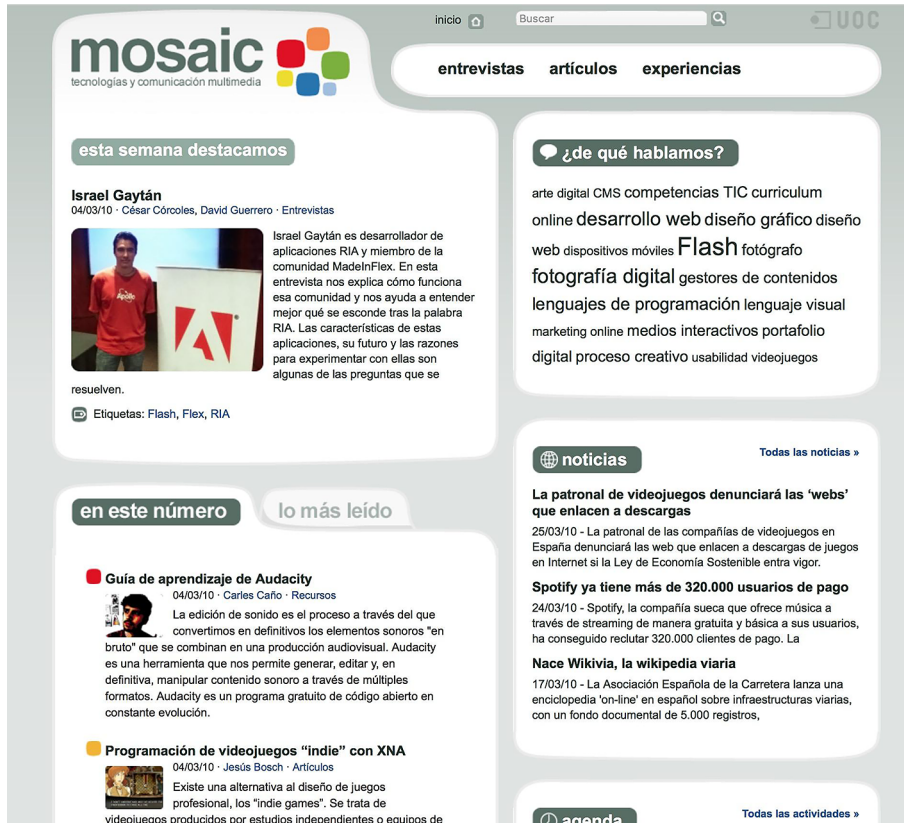 inicio
Buscar
UOC
mosaic
tecnologías y comunicación multimedia
entrevistas artículos experiencias
esta semana destacamos
Israel Gaytán
04/03/10 · César Córcoles, David Guerrero · Entrevistas
Apollo
Israel Gaytán es desarrollador de
aplicaciones RIA y miembro de la
comunidad MadeInFlex. En esta
entrevista nos explica cómo funciona
esa comunidad y nos ayuda a entender
mejor qué se esconde tras la palabra
RIA. Las características de estas
aplicaciones, su futuro y las razones
para experimentar con ellas son
algunas de las preguntas que se
resuelven.
Etiquetas: Flash, Flex, RIA
¿de qué hablamos?
arte digital CMS competencias TIC curriculum
online desarrollo web diseño gráfico diseño
web dispositivos móviles Flash fotógrafo
fotografía digital gestores de contenidos
lenguajes de programación lenguaje visual
marketing online medios interactivos portafolio
digital proceso creativo usabilidad videojuegos
en este número
lo más leído
Guía de aprendizaje de Audacity
04/03/10 · Carles Caño · Recursos
La edición de sonido es el proceso a través del que
convertimos en definitivos los elementos sonoros "en
bruto" que se combinan en una producción audiovisual. Audacity
es una herramienta que nos permite generar, editar y, en
definitiva, manipular contenido sonoro a través de múltiples
formatos. Audacity es un programa gratuito de código abierto en
constante evolución.
Programación de videojuegos “indie” con XNA
04/03/10 · Jesús Bosch · Artículos
Existe una alternativa al diseño de juegos
profesional, los “indie games”. Se trata de
videojuegos producidos por estudios independientes o equipos de
noticias
Todas las noticias »
La patronal de videojuegos denunciará las ‘webs’
que enlacen a descargas
25/03/10 - La patronal de las compañías de videojuegos en
España denunciará las web que enlacen a descargas de juegos
en Internet si la Ley de Economía Sostenible entra vigor.
Spotify ya tiene más de 320.000 usuarios de pago
24/03/10 - Spotify, la compañía sueca que ofrece música a
través de streaming de manera gratuita y básica a sus usuarios,
ha conseguido reclutar 320.000 clientes de pago. La
Nace Wikivia, la wikipedia viaria
17/03/10 - La Asociación Española de la Carretera lanza una
enciclopedia 'on-line' en español sobre infraestructuras viarias,
con un fondo documental de 5.000 registros,
agenda
Todas las actividades »